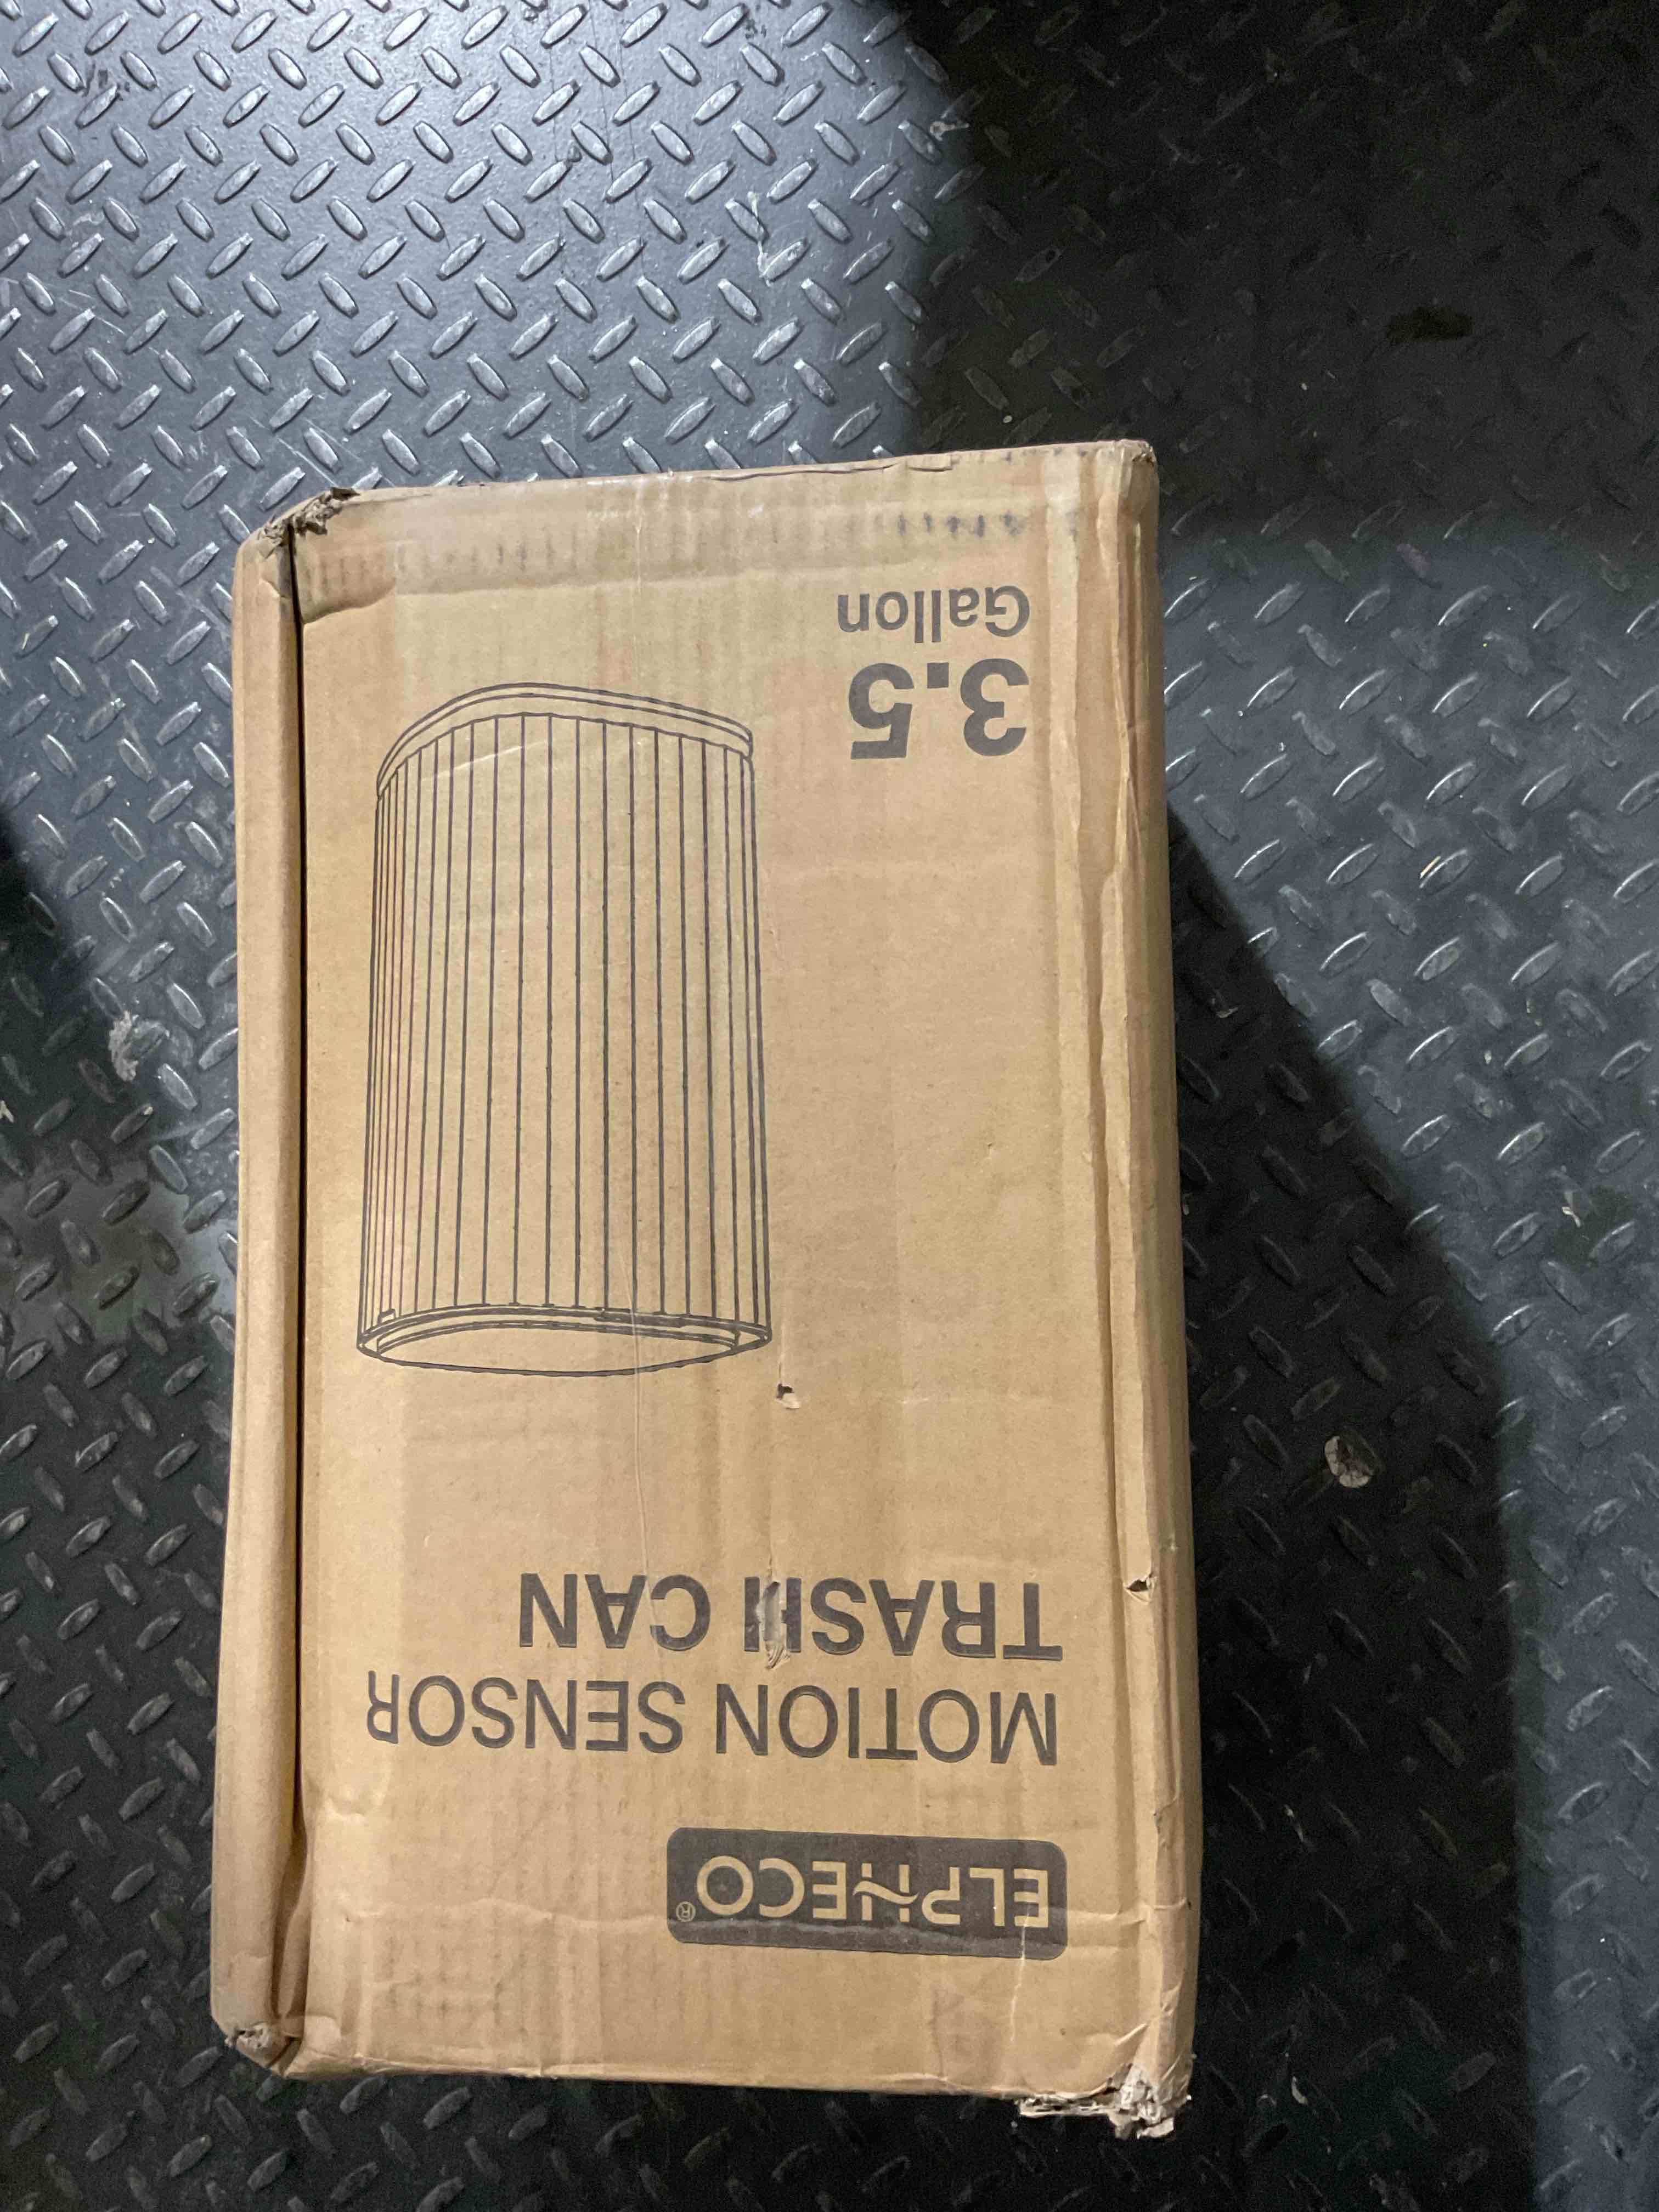 ELPHECO®
MOTION SENSOR
TRASH CAN
3.5
Gallon